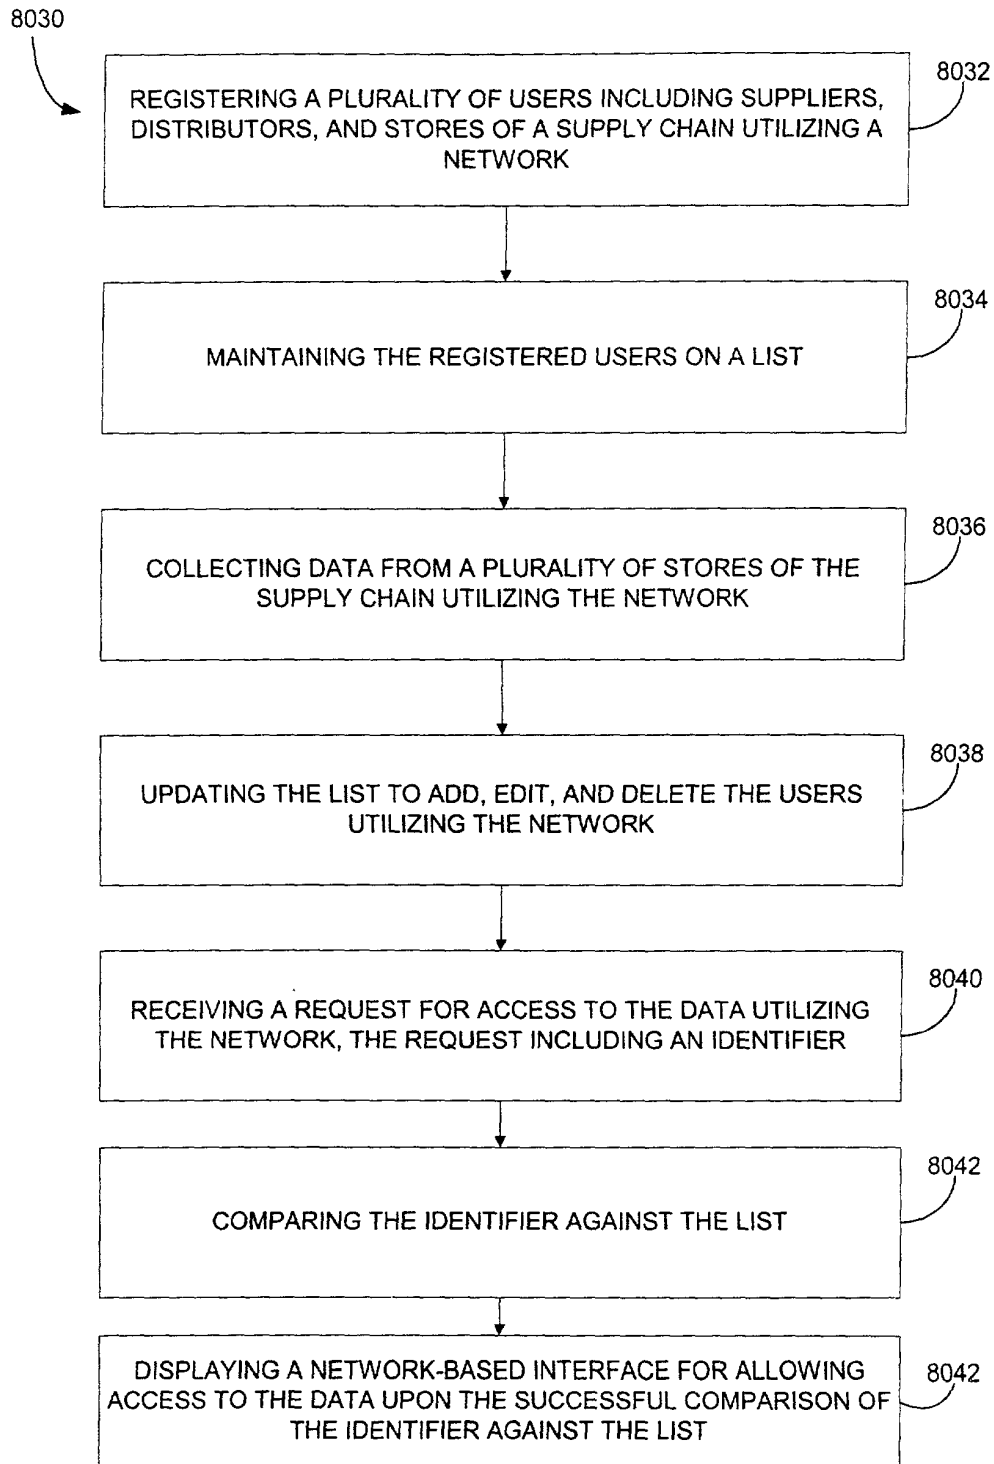 8030
8032
REGISTERING A PLURALITY OF USERS INCLUDING SUPPLIERS,
DISTRIBUTORS, AND STORES OF A SUPPLY CHAIN UTILIZING A
NETWORK
8034
MAINTAINING THE REGISTERED USERS ON A LIST
8036
COLLECTING DATA FROM A PLURALITY OF STORES OF THE
SUPPLY CHAIN UTILIZING THE NETWORK
8038
UPDATING THE LIST TO ADD, EDIT, AND DELETE THE USERS
UTILIZING THE NETWORK
8040
RECEIVING A REQUEST FOR ACCESS TO THE DATA UTILIZING
THE NETWORK, THE REQUEST INCLUDING AN IDENTIFIER
8042
COMPARING THE IDENTIFIER AGAINST THE LIST
8042
DISPLAYING A NETWORK-BASED INTERFACE FOR ALLOWING
ACCESS TO THE DATA UPON THE SUCCESSFUL COMPARISON OF
THE IDENTIFIER AGAINST THE LIST